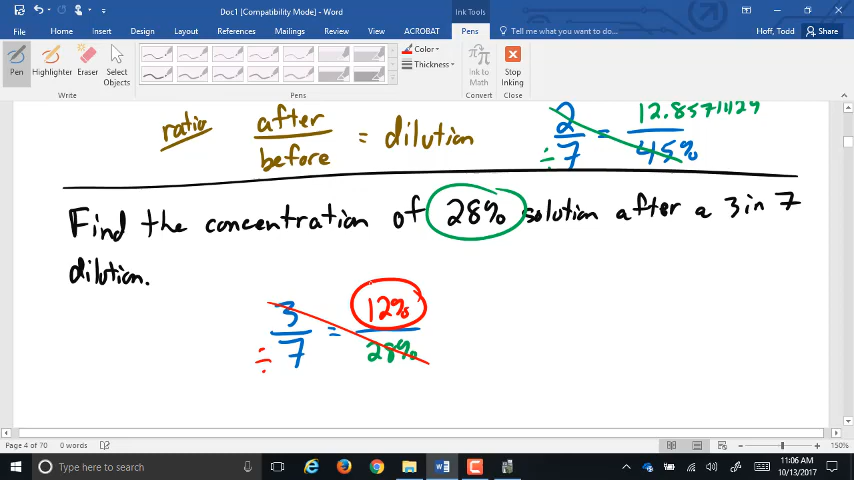 Doc1 [Compatibility Mode] - Word
Ink Tools
Hoff, Todd
File
Home
Insert
Design
Layout
References
Mailings
Review
View
ACROBAT
Pens
Tell me what you want to do...
Share
Pen
Highlighter
Eraser
Select Objects
Color
Thickness
Ink to Math
Stop Inking
Write
Pens
Convert
Close
ratio after/before = dilution
÷ 2/7 = 12.8571429/45%
Find the concentration of 28% solution after a 3 in 7
dilution.
÷ 3/7 = 12%/28%
Page 4 of 70
0 words
150%
Type here to search
11:06 AM
10/13/2017